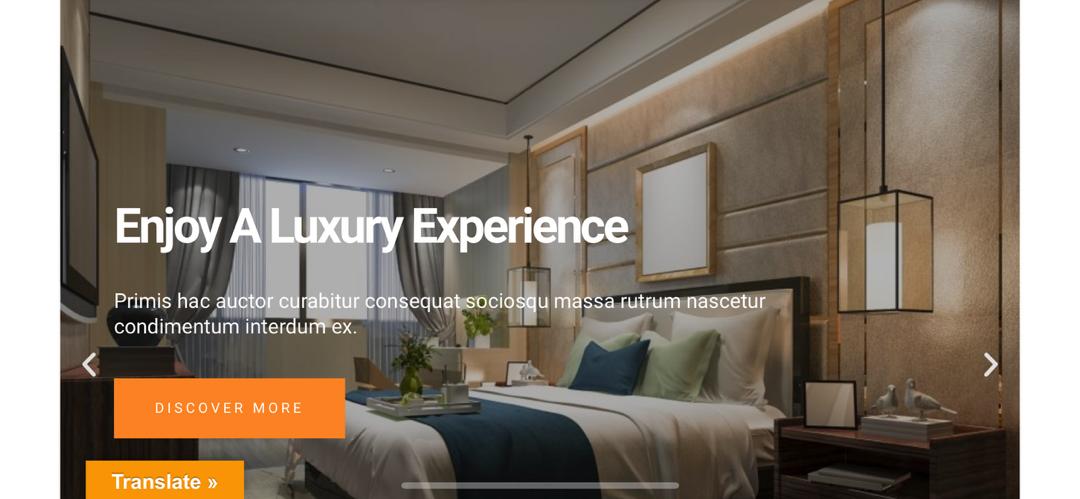 Enjoy A Luxury Experience
Primis hac auctor curabitur consequat sociosqu massa rutrum nascetur
condimentum interdum ex.
DISCOVER MORE
Translate »